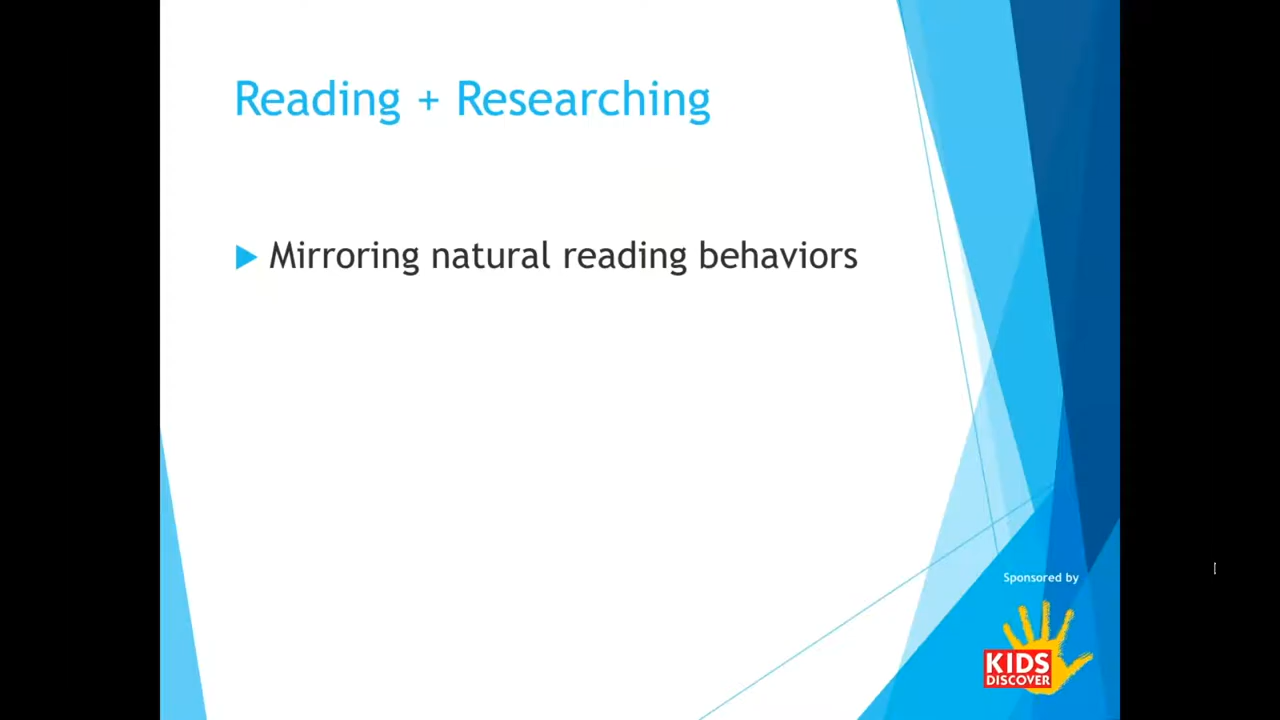 Reading + Researching
Mirroring natural reading behaviors
Sponsored by
KIDS
DISCOVER